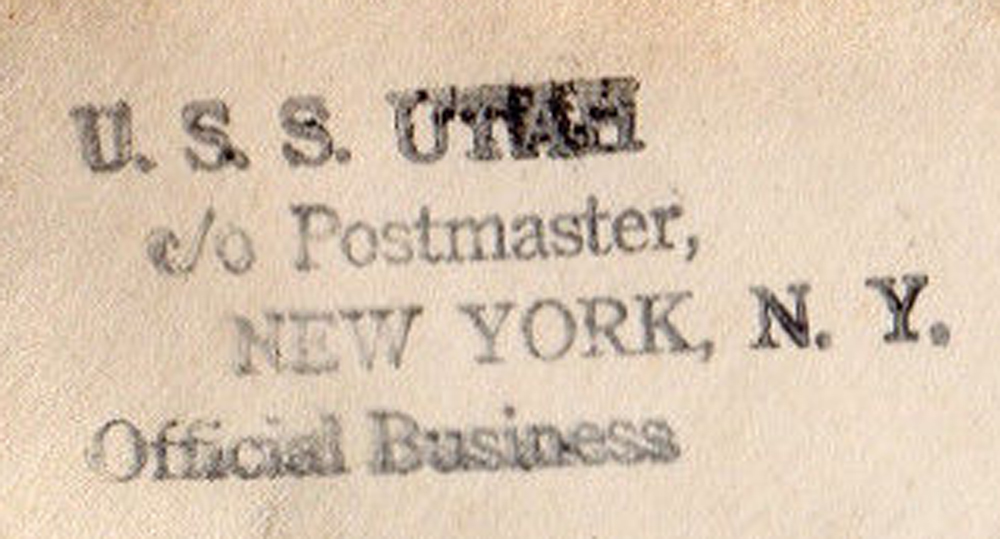 U. S. S. UTAH
c/o Postmaster,
NEW YORK, N. Y.
Official Business